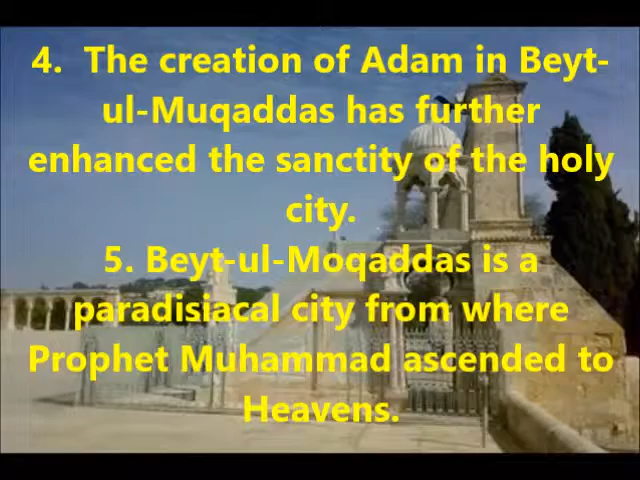 4.  The creation of Adam in Beyt-
ul-Muqaddas has further
enhanced the sanctity of the holy
city.
5. Beyt-ul-Moqaddas is a
paradisiacal city from where
Prophet Muhammad ascended to
Heavens.